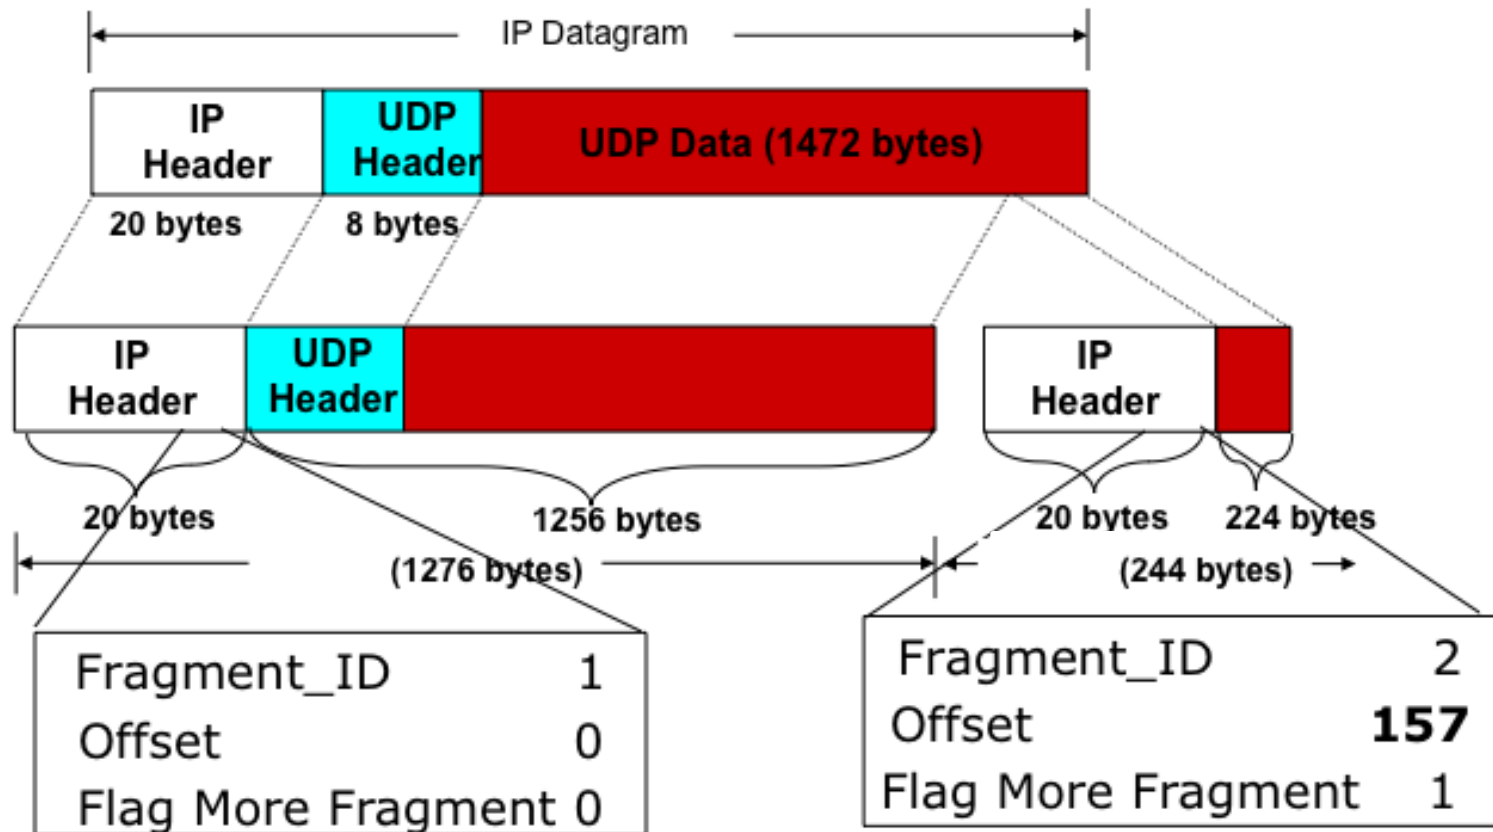 IP Datagram
IP Header
UDP Header
UDP Data (1472 bytes)
20 bytes
8 bytes
IP Header
UDP Header
IP Header
20 bytes
1256 bytes
20 bytes
224 bytes
(1276 bytes)
(244 bytes)
Fragment_ID 1
Offset 0
Flag More Fragment 0
Fragment_ID 2
Offset 157
Flag More Fragment 1